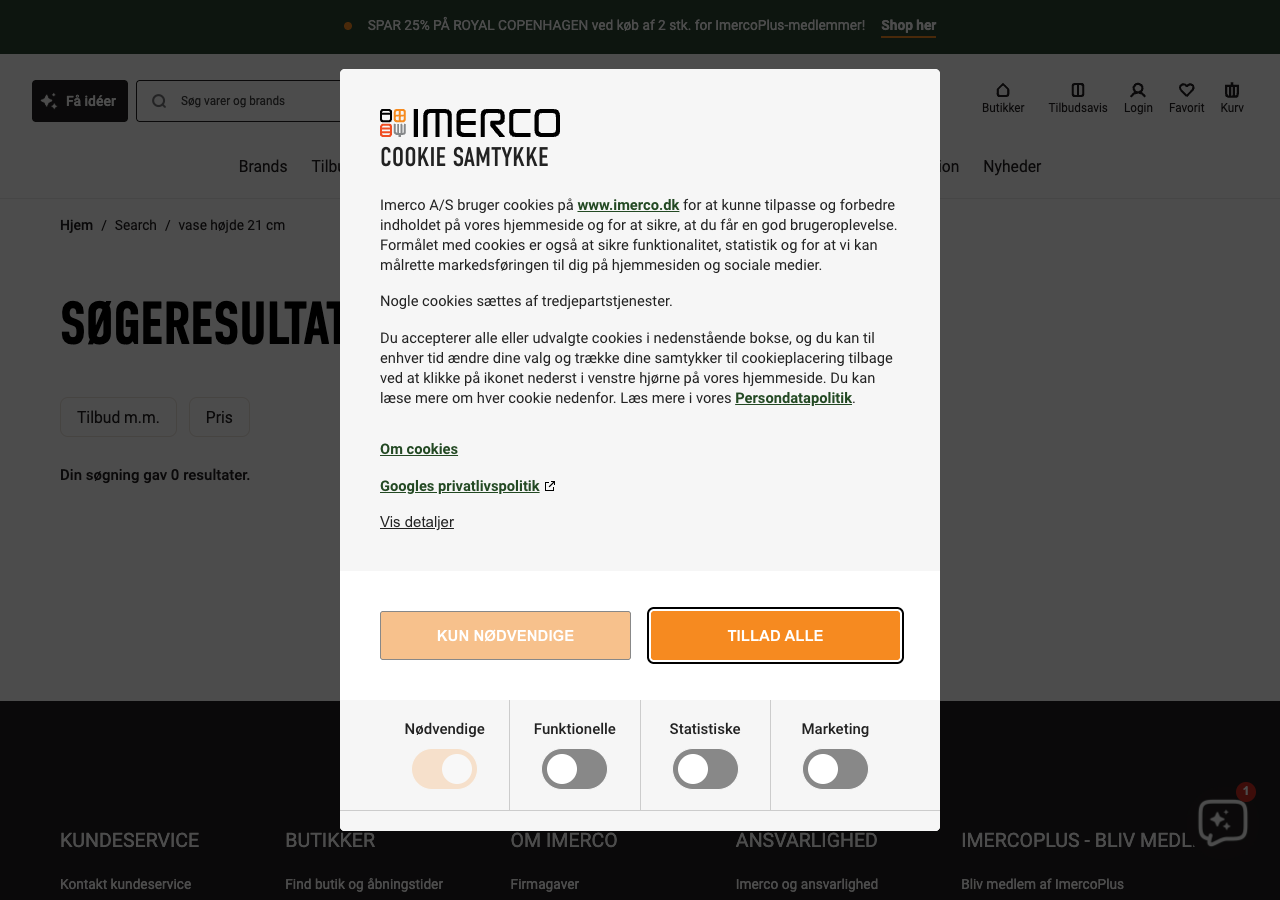 SPAR 25% PÅ ROYAL COPENHAGEN ved køb af 2 stk. for ImercoPlus-medlemmer! Shop her
Få idéer
Søg varer og brands
Butikker
Tilbudsavis
Login
Favorit
Kurv
Brands
Nyheder
Hjem / Search / vase højde 21 cm
Tilbud m.m.
Pris
Din søgning gav 0 resultater.
IMERCO
COOKIE SAMTYKKE
Imerco A/S bruger cookies på www.imerco.dk for at kunne tilpasse og forbedre
indholdet på vores hjemmeside og for at sikre, at du får en god brugeroplevelse.
Formålet med cookies er også at sikre funktionalitet, statistik og for at vi kan
målrette markedsføringen til dig på hjemmesiden og sociale medier.
Nogle cookies sættes af tredjepartstjenester.
Du accepterer alle eller udvalgte cookies i nedenstående bokse, og du kan til
enhver tid ændre dine valg og trække dine samtykker til cookieplacering tilbage
ved at klikke på ikonet nederst i venstre hjørne på vores hjemmeside. Du kan
læse mere om hver cookie nedenfor. Læs mere i vores Persondatapolitik.
Om cookies
Googles privatlivspolitik
Vis detaljer
KUN NØDVENDIGE
TILLAD ALLE
Nødvendige
Funktionelle
Statistiske
Marketing
1
KUNDESERVICE
BUTIKKER
OM IMERCO
ANSVARLIGHED
IMERCOPLUS - BLIV
Kontakt kundeservice
Find butik og åbningstider
Firmagaver
Imerco og ansvarlighed
Bliv medlem af ImercoPlus